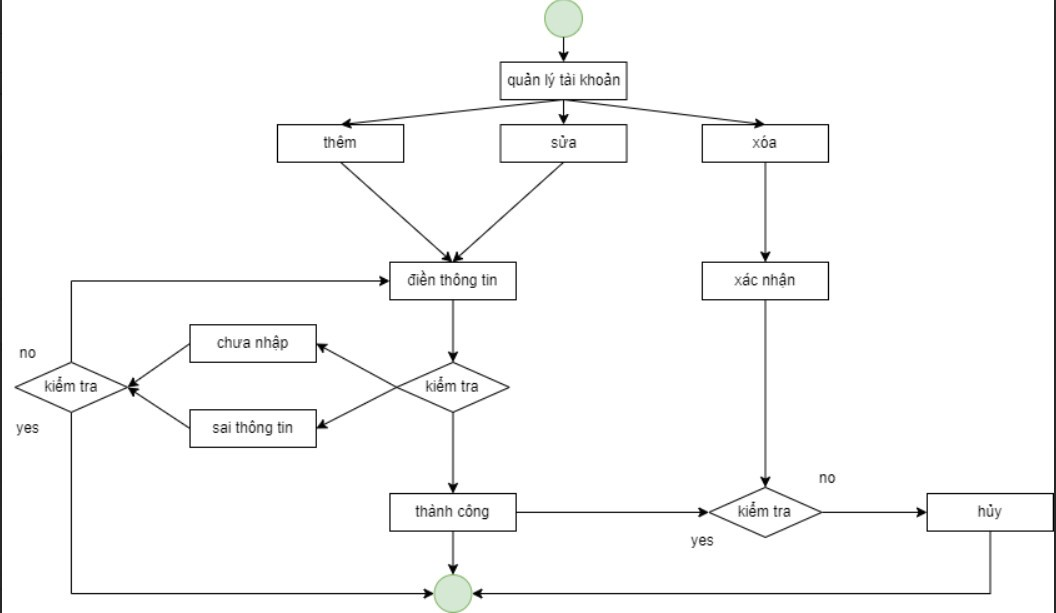 quản lý tài khoản
thêm
sửa
xóa
điền thông tin
xác nhận
chưa nhập
no
kiểm tra
kiểm tra
yes
sai thông tin
no
thành công
kiểm tra
hủy
yes